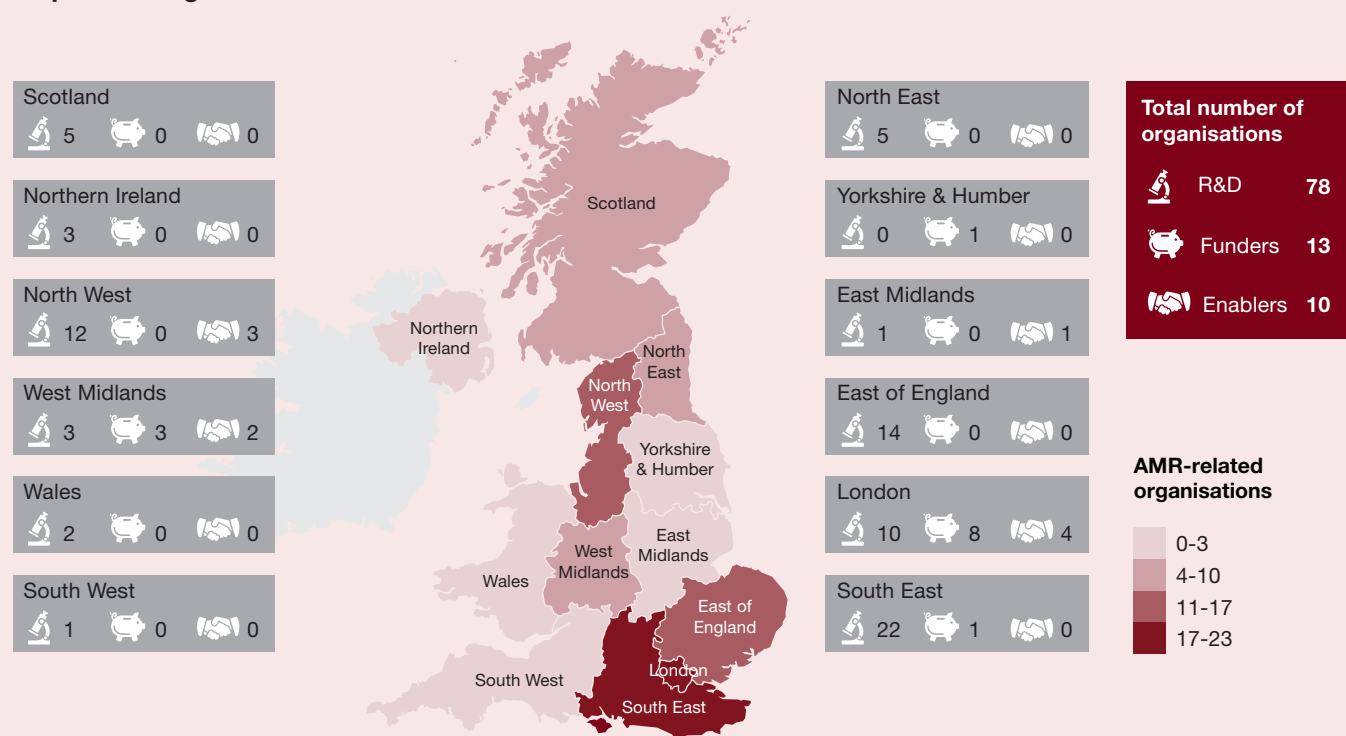 Scotland
5 0 0
Northern Ireland
3 0 0
North West
12 0 3
West Midlands
3 3 2
Wales
2 0 0
South West
1 0 0
Scotland
Northern
Ireland
North
East
North
West
Yorkshire
& Humber
East
Midlands
West
Midlands
Wales
East of
England
London
South West
South East
North East
5 0 0
Yorkshire & Humber
0 1 0
East Midlands
1 0 1
East of England
14 0 0
London
10 8 4
South East
22 1 0
Total number of
organisations
R&D 78
Funders 13
Enablers 10
AMR-related
organisations
0-3
4-10
11-17
17-23